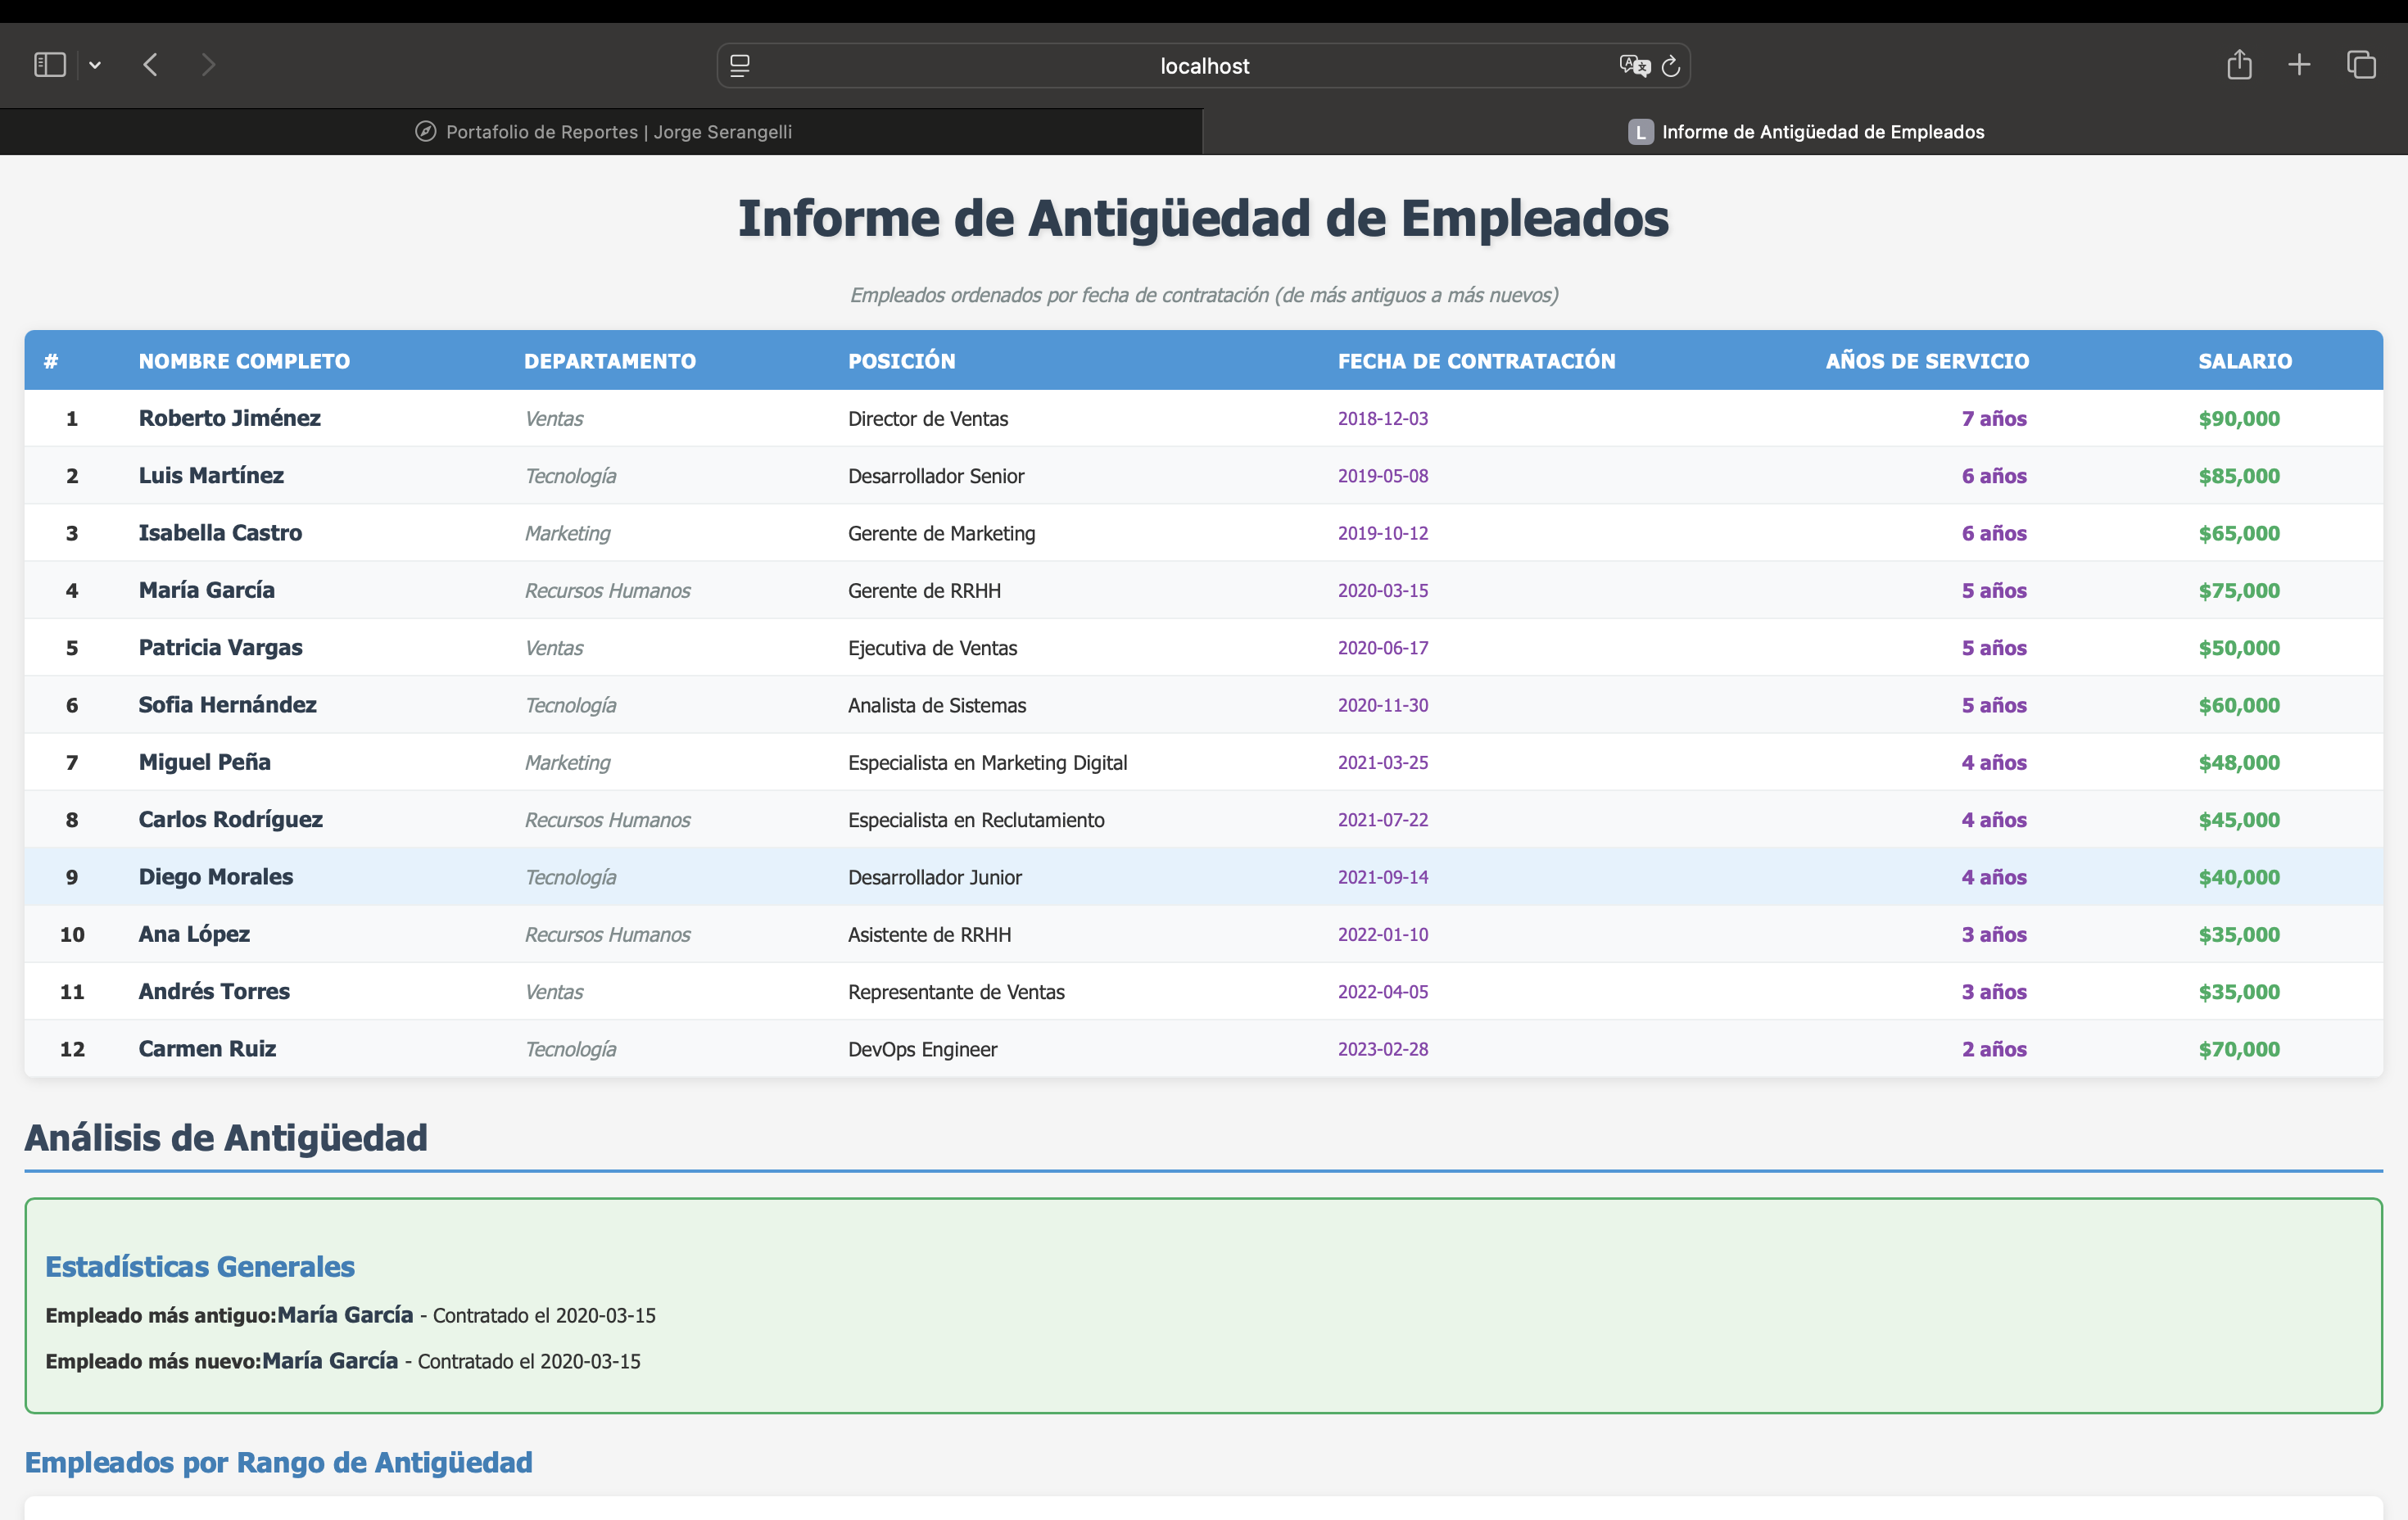 localhost
Portafolio de Reportes | Jorge Serangelli
L Informe de Antigüedad de Empleados
Informe de Antigüedad de Empleados
Empleados ordenados por fecha de contratación (de más antiguos a más nuevos)
# NOMBRE COMPLETO DEPARTAMENTO POSICIÓN FECHA DE CONTRATACIÓN AÑOS DE SERVICIO SALARIO
1 Roberto Jiménez Ventas Director de Ventas 2018-12-03 7 años $90,000
2 Luis Martínez Tecnología Desarrollador Senior 2019-05-08 6 años $85,000
3 Isabella Castro Marketing Gerente de Marketing 2019-10-12 6 años $65,000
4 María García Recursos Humanos Gerente de RRHH 2020-03-15 5 años $75,000
5 Patricia Vargas Ventas Ejecutiva de Ventas 2020-06-17 5 años $50,000
6 Sofia Hernández Tecnología Analista de Sistemas 2020-11-30 5 años $60,000
7 Miguel Peña Marketing Especialista en Marketing Digital 2021-03-25 4 años $48,000
8 Carlos Rodríguez Recursos Humanos Especialista en Reclutamiento 2021-07-22 4 años $45,000
9 Diego Morales Tecnología Desarrollador Junior 2021-09-14 4 años $40,000
10 Ana López Recursos Humanos Asistente de RRHH 2022-01-10 3 años $35,000
11 Andrés Torres Ventas Representante de Ventas 2022-04-05 3 años $35,000
12 Carmen Ruiz Tecnología DevOps Engineer 2023-02-28 2 años $70,000
Análisis de Antigüedad
Estadísticas Generales
Empleado más antiguo:María García - Contratado el 2020-03-15
Empleado más nuevo:María García - Contratado el 2020-03-15
Empleados por Rango de Antigüedad